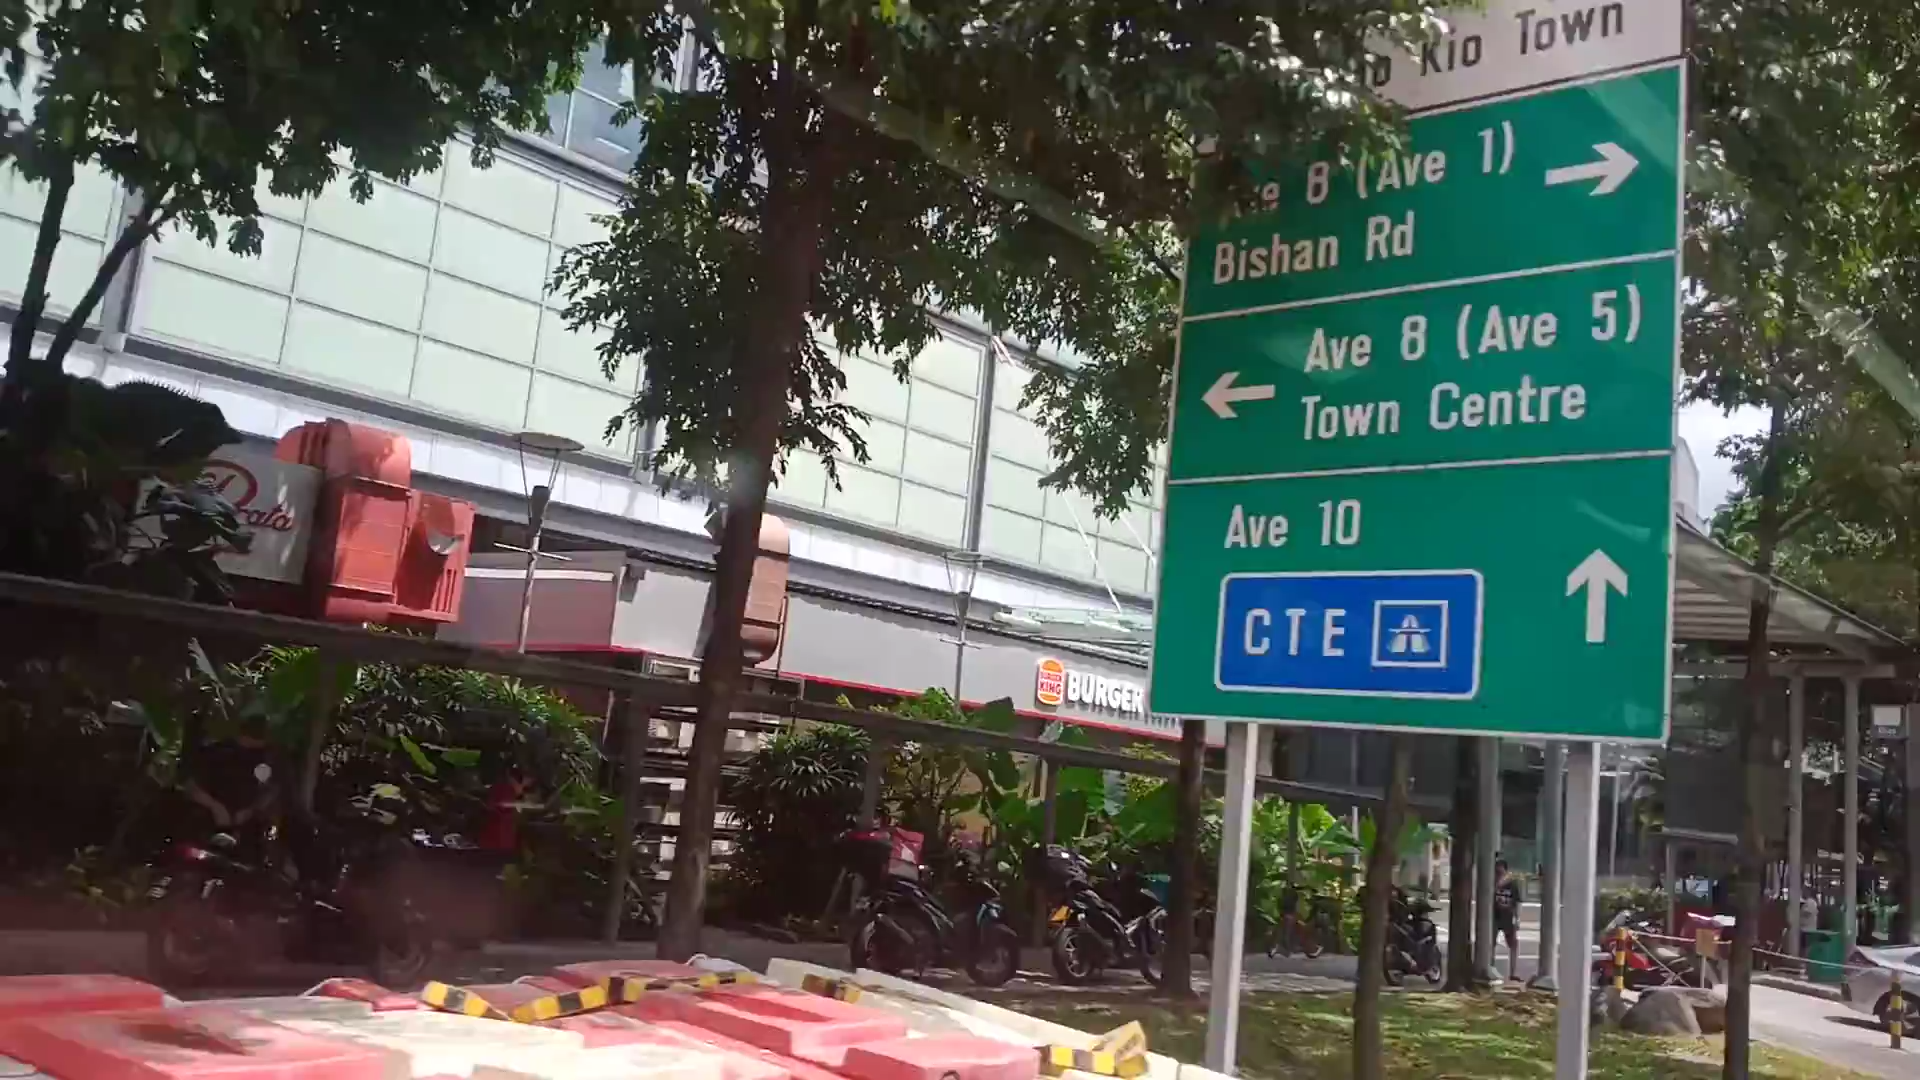 Kio Town
Ave 8 (Ave 1)
Bishan Rd
Ave 8 (Ave 5)
Town Centre
Ave 10
CTE
BURGER KING
BURGER